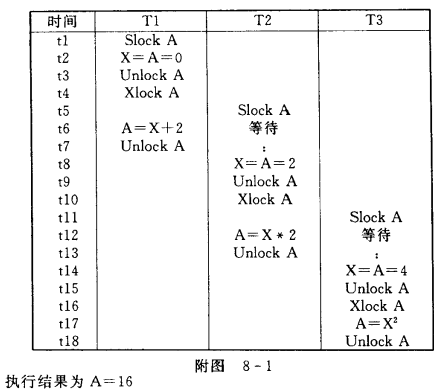 时间 T1 T2 T3
t1 Slock A
t2 X=A=0
t3 Unlock A
t4 Xlock A
t5 Slock A
t6 A=X+2 等待
t7 Unlock A :
t8 X=A=2
t9 Unlock A
t10 Xlock A
t11 Slock A
t12 A=X*2 等待
t13 Unlock A :
t14 X=A=4
t15 Unlock A
t16 Xlock A
t17 A=X²
t18 Unlock A
附图 8-1
执行结果为 A=16